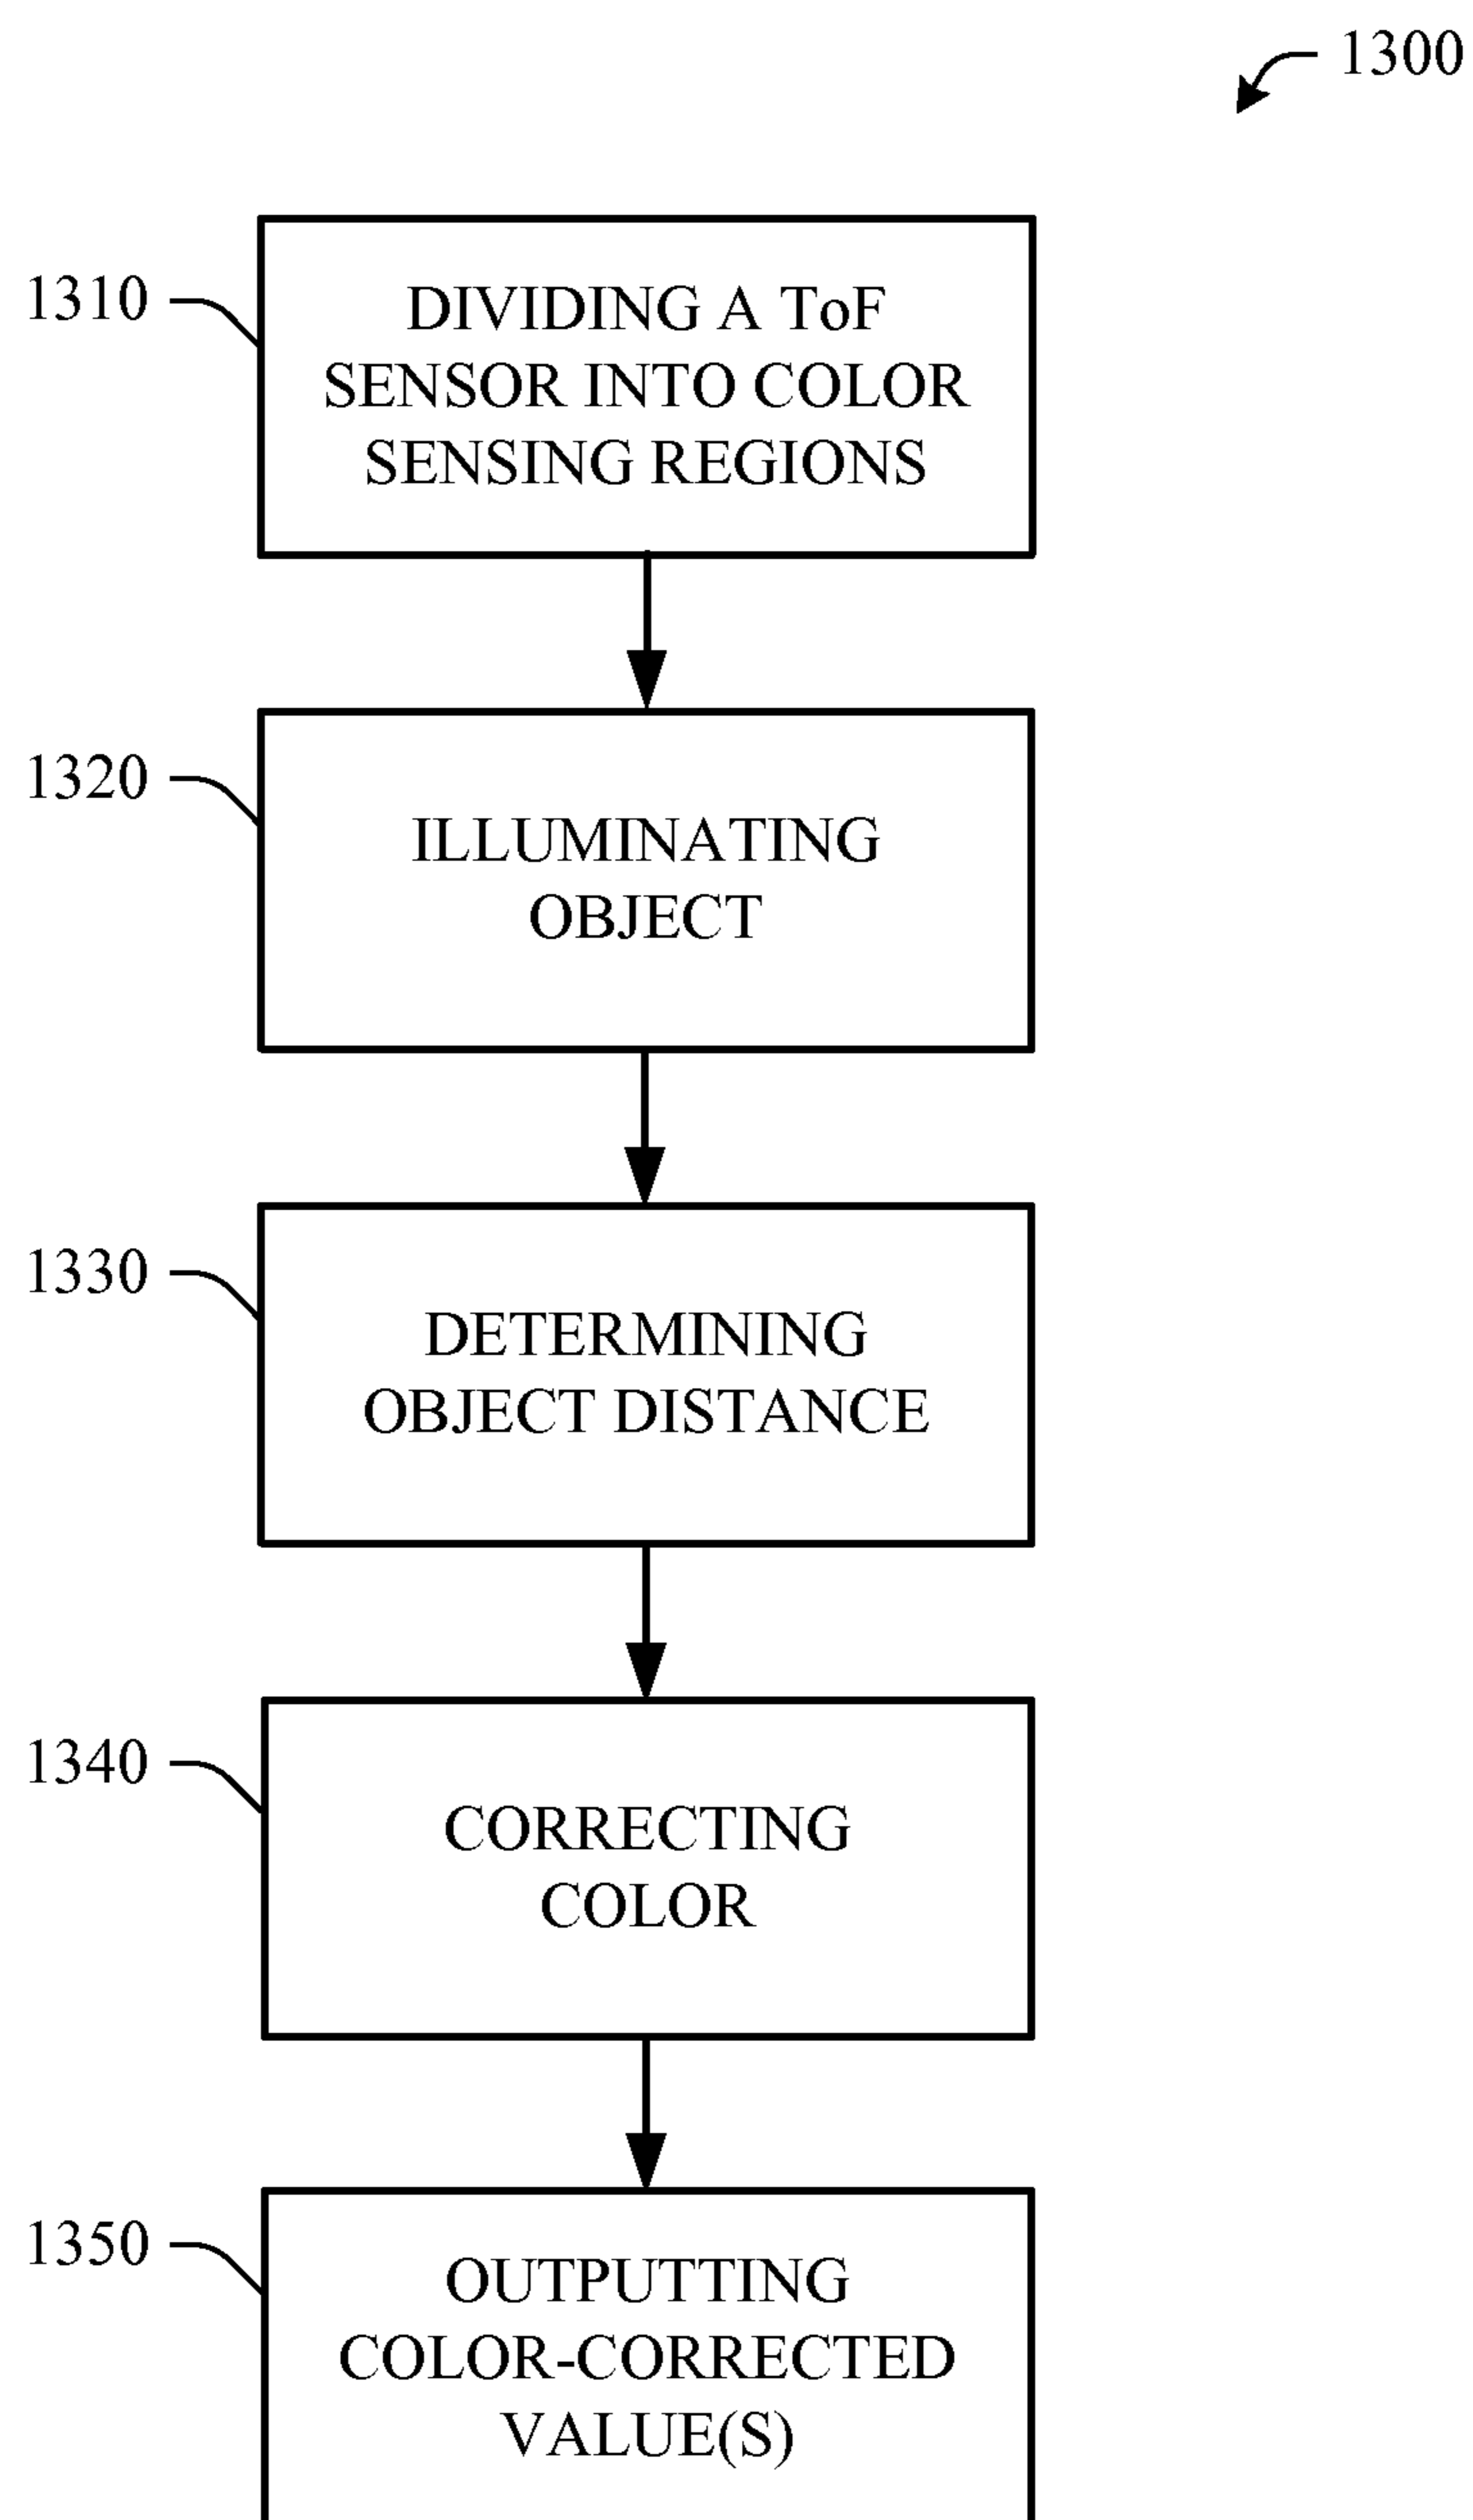 1300
1310
DIVIDING A ToF
SENSOR INTO COLOR
SENSING REGIONS
1320
ILLUMINATING
OBJECT
1330
DETERMINING
OBJECT DISTANCE
1340
CORRECTING
COLOR
1350
OUTPUTTING
COLOR-CORRECTED
VALUE(S)